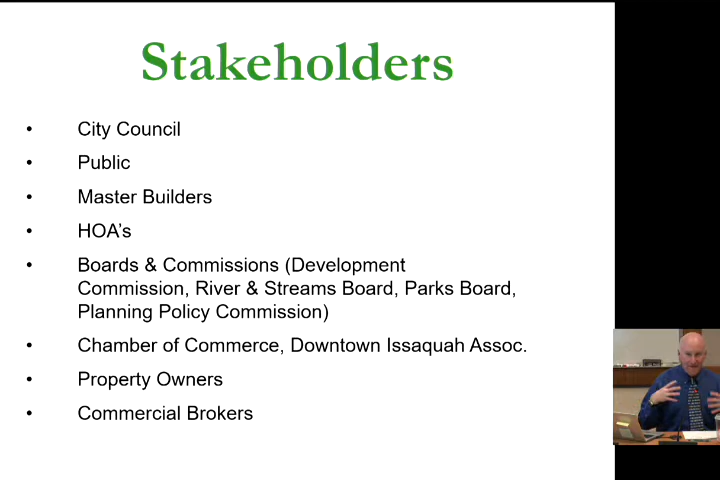 Stakeholders
• City Council
• Public
• Master Builders
• HOA’s
• Boards & Commissions (Development
Commission, River & Streams Board, Parks Board,
Planning Policy Commission)
• Chamber of Commerce, Downtown Issaquah Assoc.
• Property Owners
• Commercial Brokers